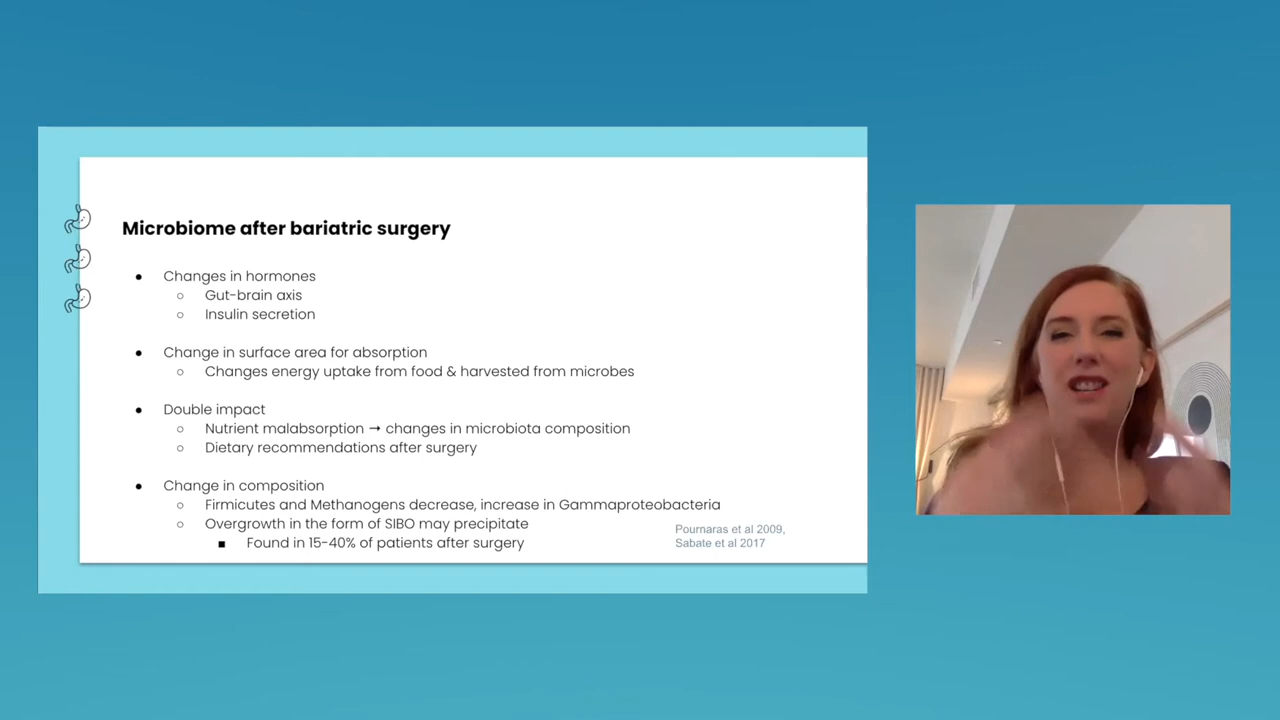 Microbiome after bariatric surgery
● Changes in hormones
○ Gut-brain axis
○ Insulin secretion
● Change in surface area for absorption
○ Changes energy uptake from food & harvested from microbes
● Double impact
○ Nutrient malabsorption → changes in microbiota composition
○ Dietary recommendations after surgery
● Change in composition
○ Firmicutes and Methanogens decrease, increase in Gammaproteobacteria
○ Overgrowth in the form of SIBO may precipitate
■ Found in 15-40% of patients after surgery
Pournaras et al 2009,
Sabate et al 2017